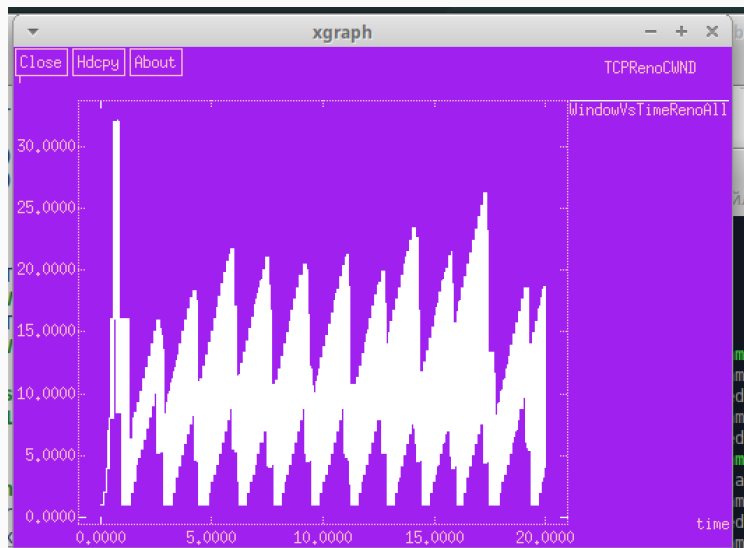 xgraph
Close Hdcpy About
TCPRenoCWND
WindowVsTimeRenoAll
30.0000
25.0000
20.0000
15.0000
10.0000
5.0000
0.0000
time
0.0000 5.0000 10.0000 15.0000 20.0000